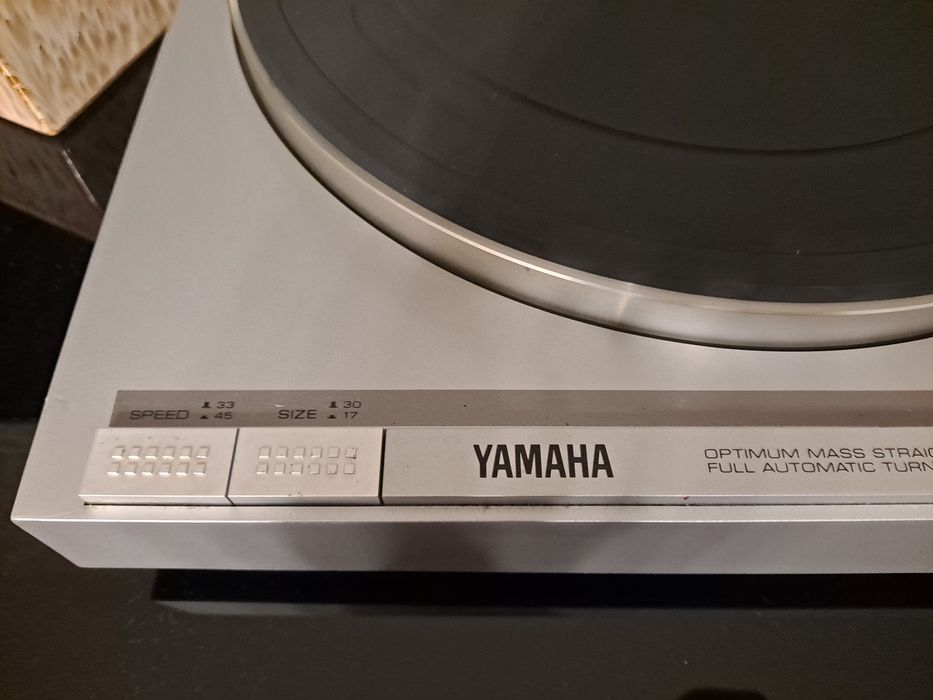 SPEED 33 SIZE 30
45 17
YAMAHA
OPTIMUM MASS
FULL AUTOMATIC